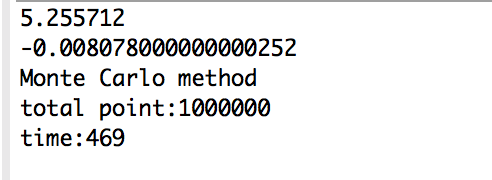 5.255712
-0.008078000000000252
Monte Carlo method
total point:1000000
time:469